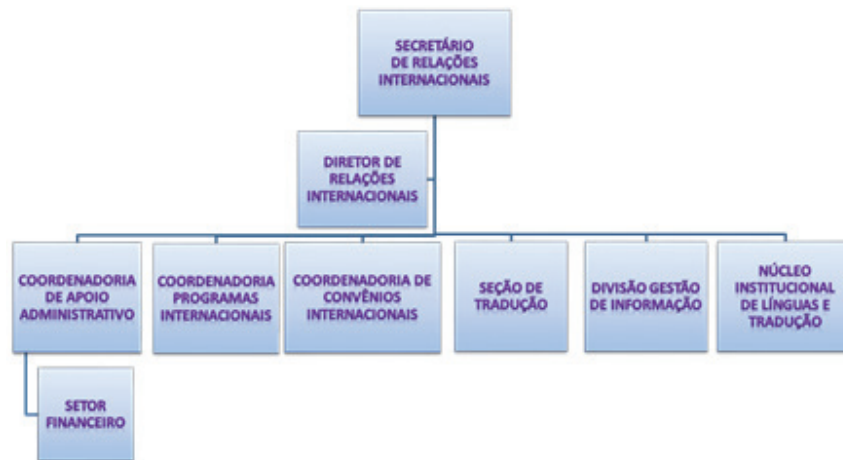 SECRETÁRIO
DE RELAÇÕES
INTERNACIONAIS
DIRETOR DE
RELAÇÕES
INTERNACIONAIS
COORDENADORIA
DE APOIO
ADMINISTRATIVO
COORDENADORIA
PROGRAMAS
INTERNACIONAIS
COORDENADORIA DE
CONVÊNIOS
INTERNACIONAIS
SEÇÃO DE
TRADUÇÃO
DIVISÃO GESTÃO
DE INFORMAÇÃO
NÚCLEO
INSTITUCIONAL
DE LÍNGUAS E
TRADUÇÃO
SETOR
FINANCEIRO